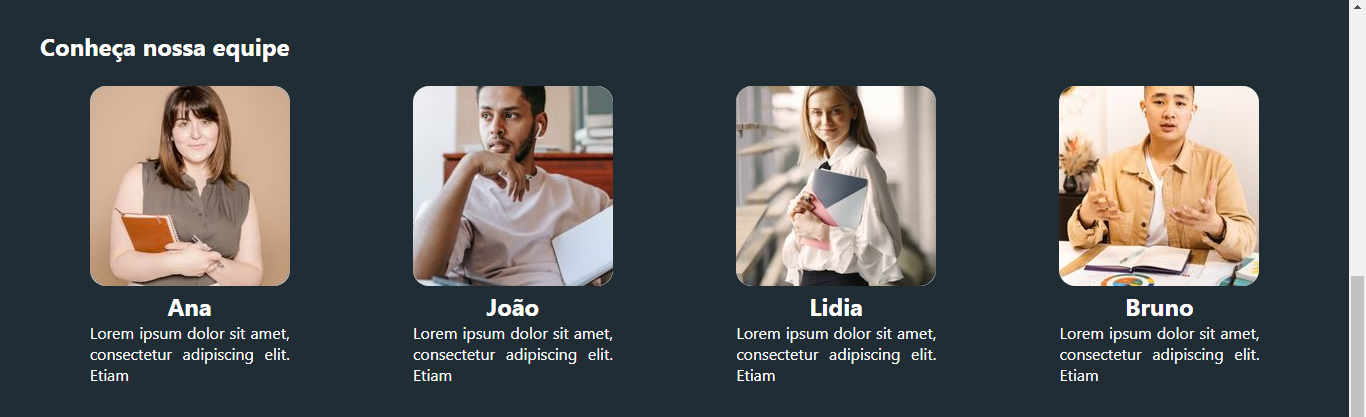 Conheça nossa equipe
Ana
Lorem ipsum dolor sit amet,
consectetur adipiscing elit.
Etiam
João
Lorem ipsum dolor sit amet,
consectetur adipiscing elit.
Etiam
Lidia
Lorem ipsum dolor sit amet,
consectetur adipiscing elit.
Etiam
Bruno
Lorem ipsum dolor sit amet,
consectetur adipiscing elit.
Etiam